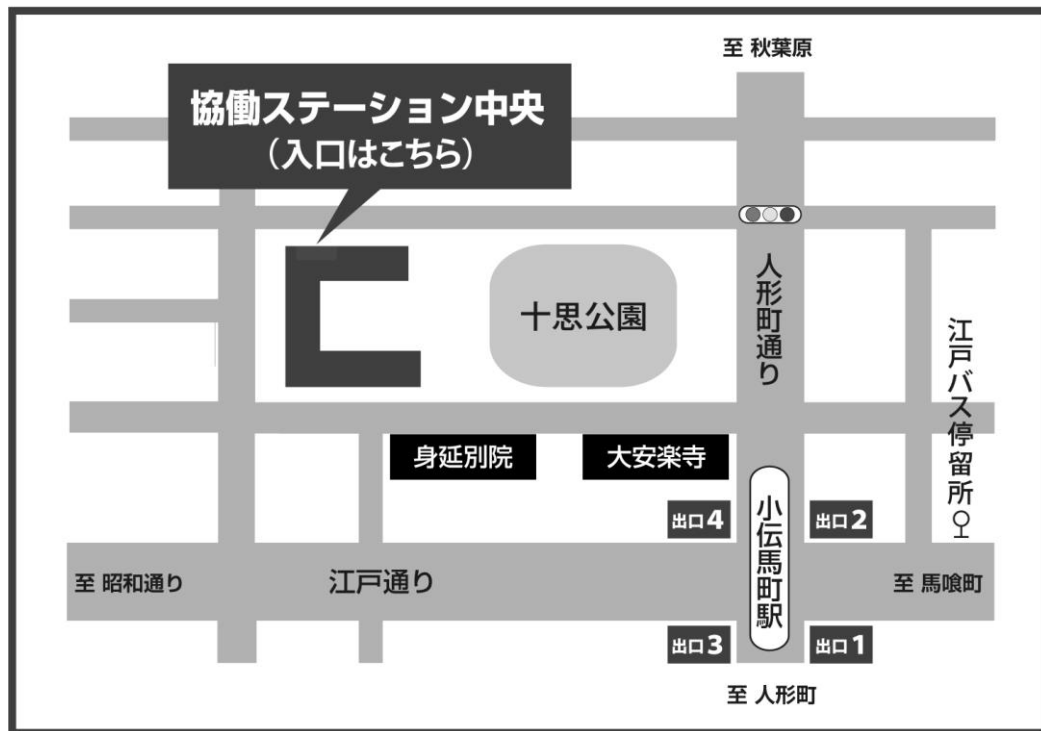 至 秋葉原
協働ステーション中央
(入口はこちら)
人形町通り
十思公園
江戸バス停留所
身延別院
大安楽寺
出口4
小伝馬町駅
出口2
至 昭和通り
江戸通り
至 馬喰町
出口3
出口1
至 人形町